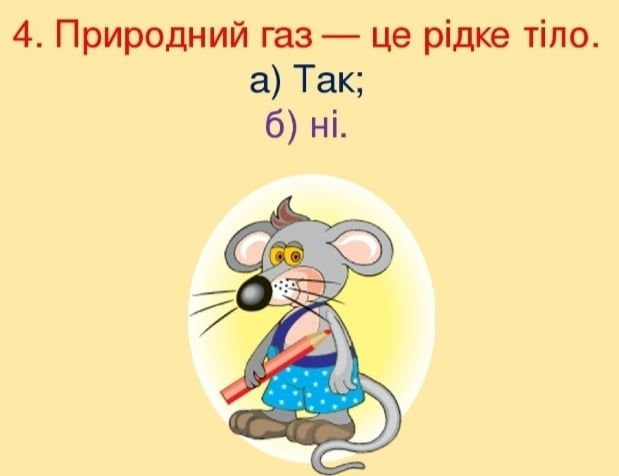 4. Природний газ — це рідке тіло.
а) Так;
б) ні.